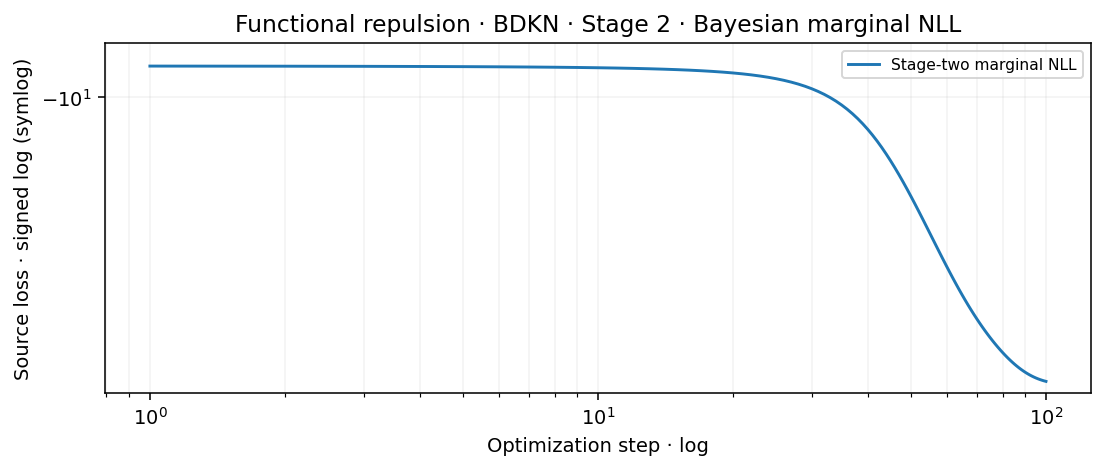 Functional repulsion · BDKN · Stage 2 · Bayesian marginal NLL
Stage-two marginal NLL
−10¹
Source loss · signed log (symlog)
10⁰ 10¹ 10²
Optimization step · log